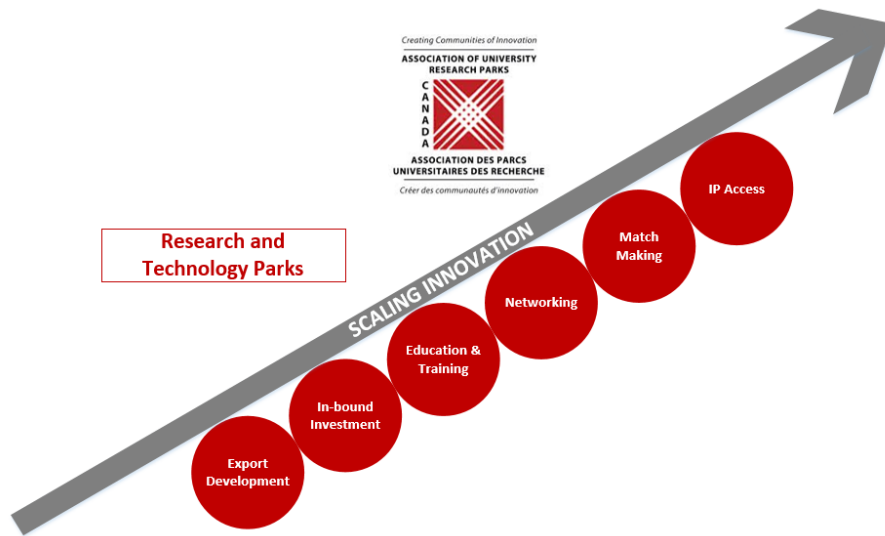 Creating Communities of Innovation
ASSOCIATION OF UNIVERSITY
RESEARCH PARKS
CANADA
ASSOCIATION DES PARCS
UNIVERSITAIRES DES RECHERCHE
Créer des communautés d'innovation
Research and
Technology Parks
SCALING INNOVATION
IP Access
Match
Making
Networking
Education &
Training
In-bound
Investment
Export
Development